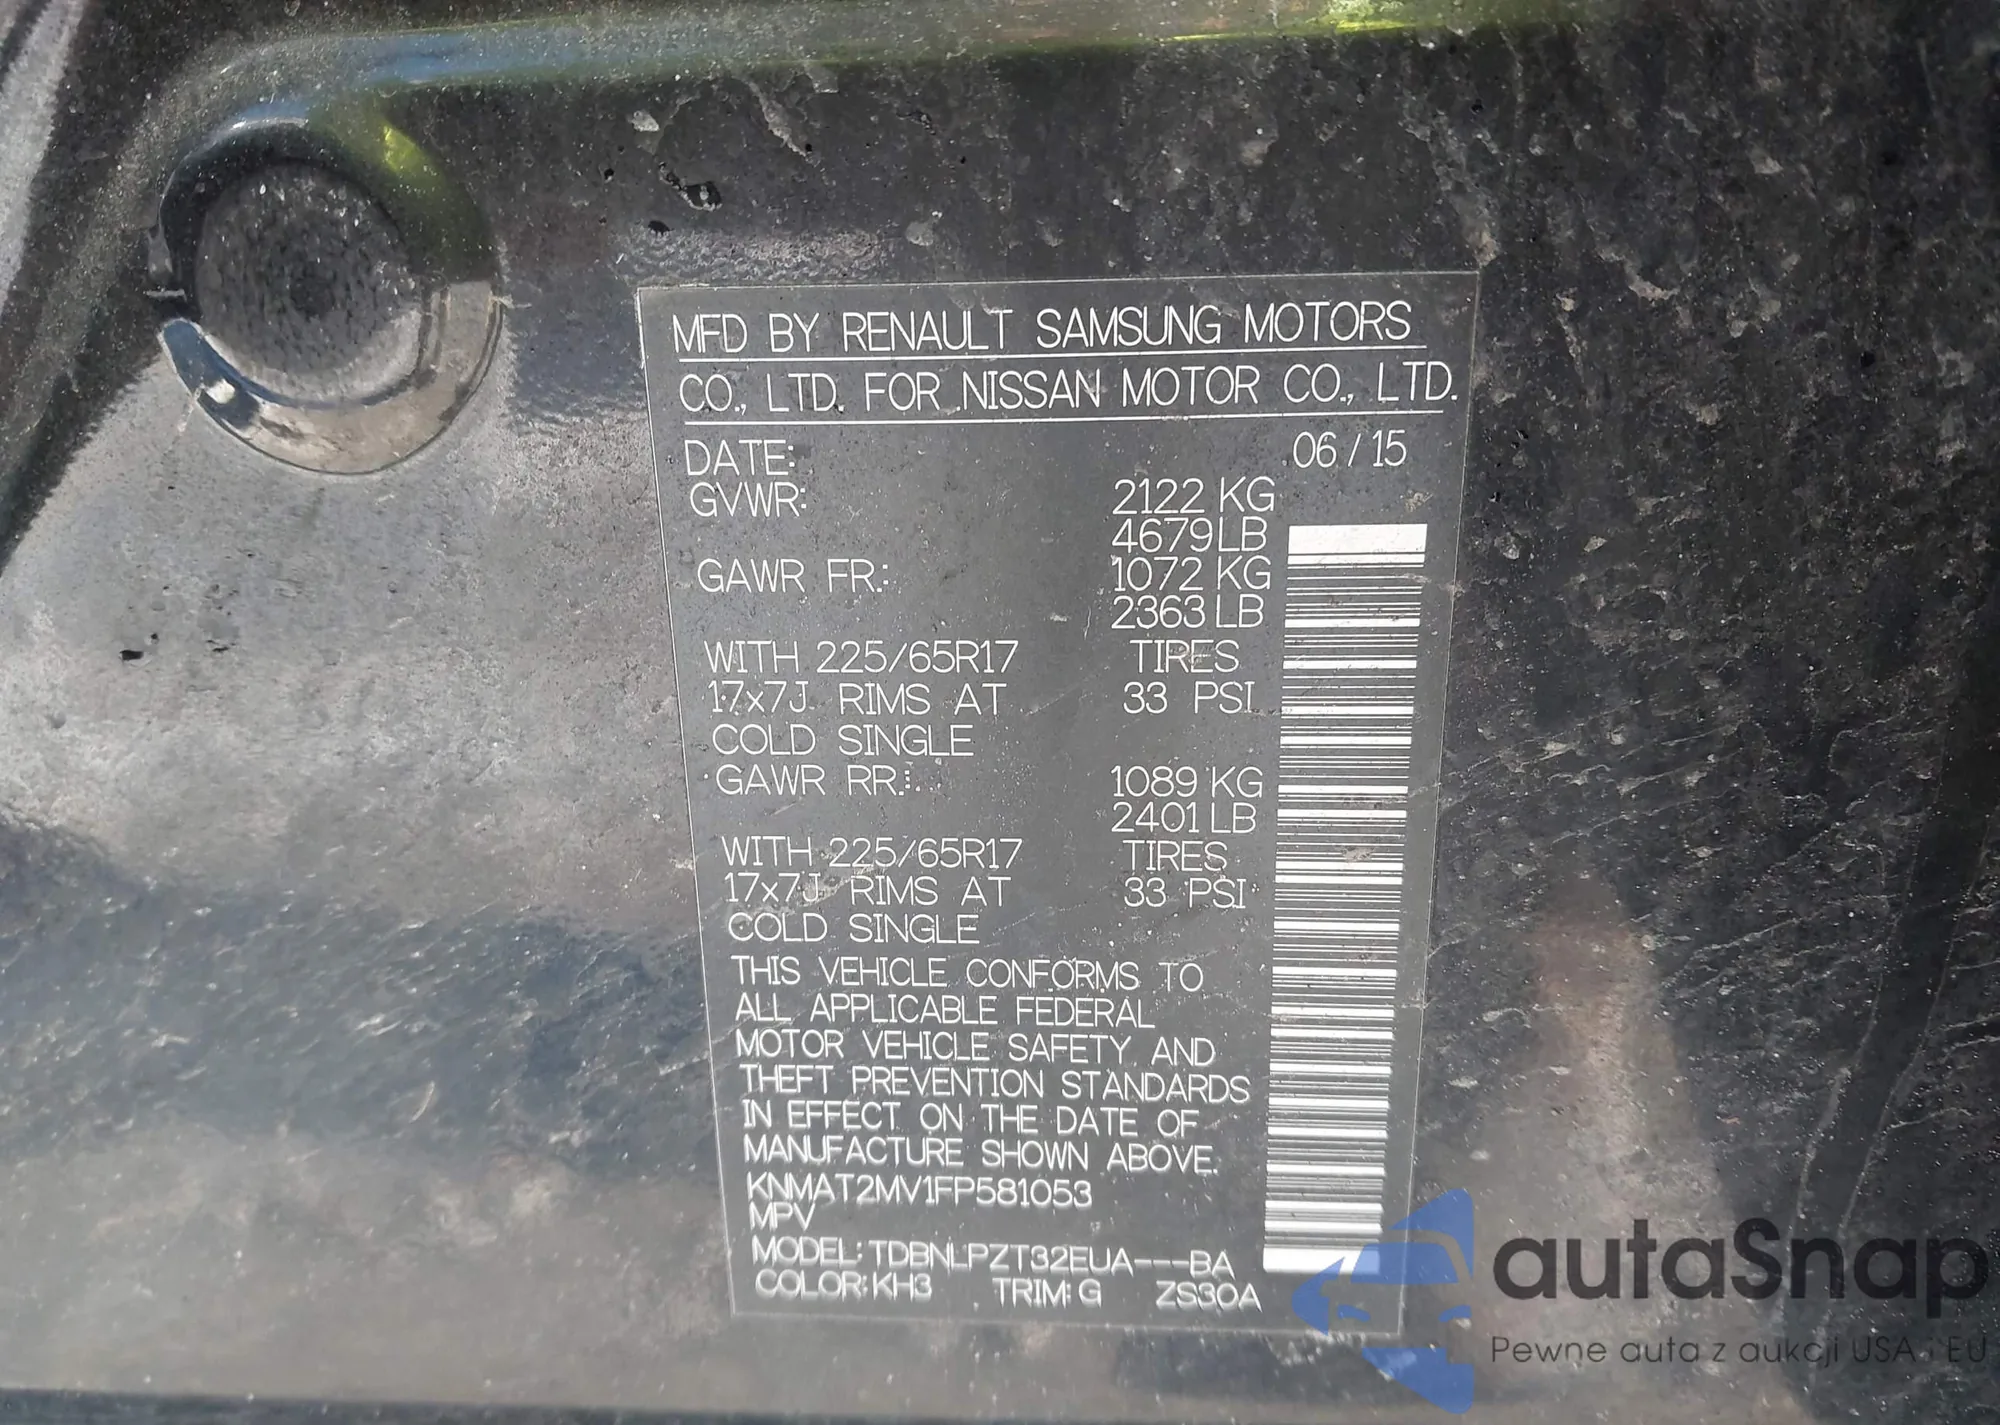 MFD BY RENAULT SAMSUNG MOTORS
CO., LTD. FOR NISSAN MOTOR CO., LTD.
DATE: 06 / 15
GVWR: 2122 KG
4679 LB
GAWR FR.: 1072 KG
2363 LB
WITH 225/65R17 TIRES
17x7J RIMS AT 33 PSI
COLD SINGLE
GAWR RR.: 1089 KG
2401 LB
WITH 225/65R17 TIRES
17x7J RIMS AT 33 PSI
COLD SINGLE
THIS VEHICLE CONFORMS TO
ALL APPLICABLE FEDERAL
MOTOR VEHICLE SAFETY AND
THEFT PREVENTION STANDARDS
IN EFFECT ON THE DATE OF
MANUFACTURE SHOWN ABOVE.
KNMAT2MV1FP581053
MPV
MODEL: TDBNLPZT32EUA---BA
COLOR: KH3 TRIM: G ZS30A
autaSnap
Pewne auta z aukcji USA i EU